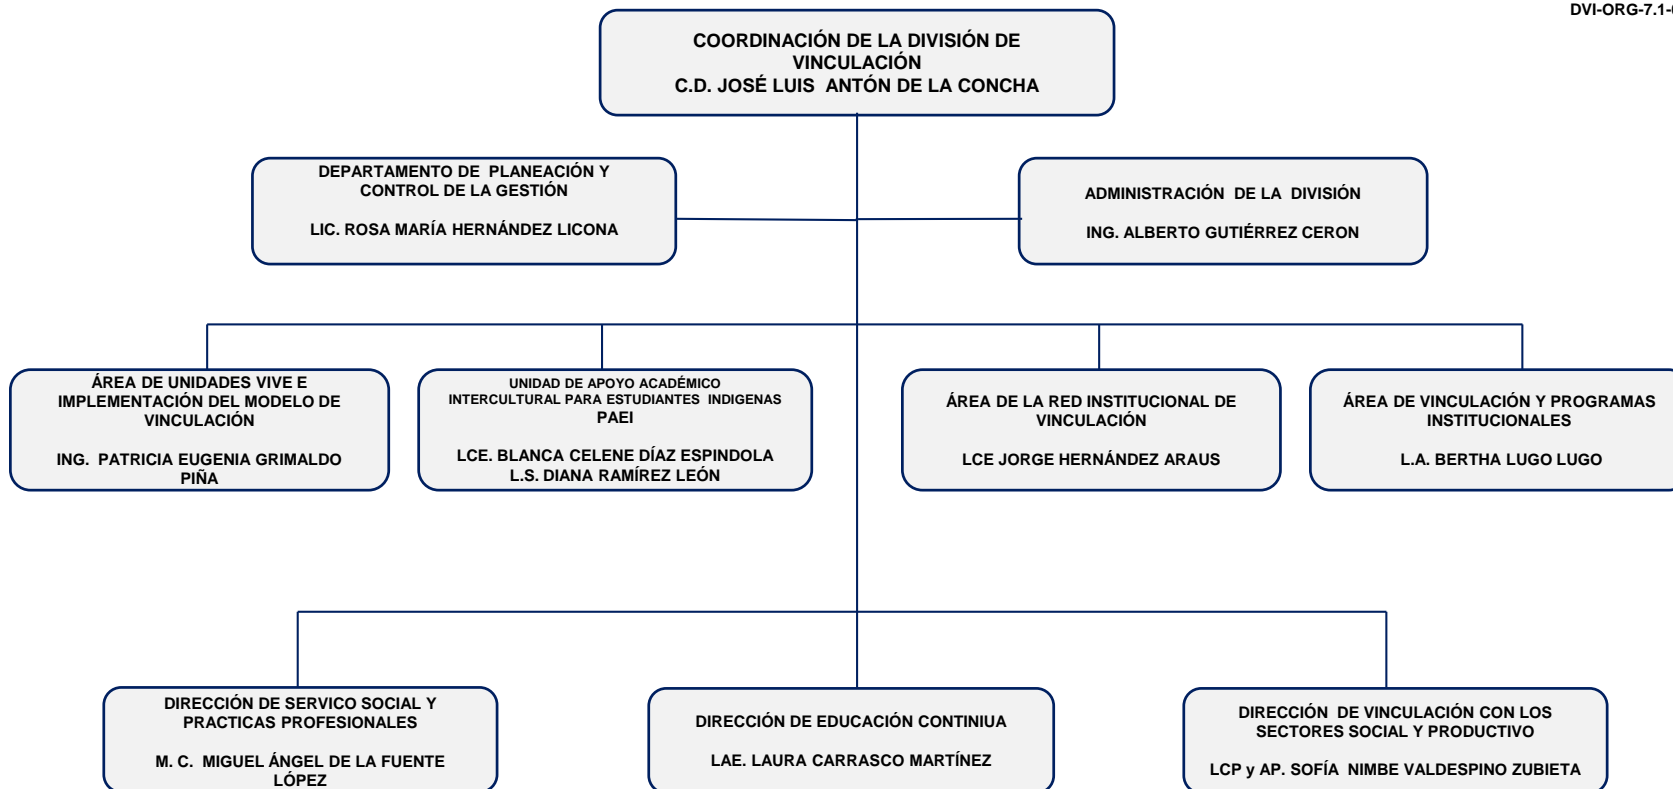 DVI-ORG-7.1-
COORDINACIÓN DE LA DIVISIÓN DE
VINCULACIÓN
C.D. JOSÉ LUIS ANTÓN DE LA CONCHA
DEPARTAMENTO DE PLANEACIÓN Y
CONTROL DE LA GESTIÓN
LIC. ROSA MARÍA HERNÁNDEZ LICONA
ADMINISTRACIÓN DE LA DIVISIÓN
ING. ALBERTO GUTIÉRREZ CERON
ÁREA DE UNIDADES VIVE E
IMPLEMENTACIÓN DEL MODELO DE
VINCULACIÓN
ING. PATRICIA EUGENIA GRIMALDO
PIÑA
UNIDAD DE APOYO ACADÉMICO
INTERCULTURAL PARA ESTUDIANTES INDIGENAS
PAEI
LCE. BLANCA CELENE DÍAZ ESPINDOLA
L.S. DIANA RAMÍREZ LEÓN
ÁREA DE LA RED INSTITUCIONAL DE
VINCULACIÓN
LCE JORGE HERNÁNDEZ ARAUS
ÁREA DE VINCULACIÓN Y PROGRAMAS
INSTITUCIONALES
L.A. BERTHA LUGO LUGO
DIRECCIÓN DE SERVICO SOCIAL Y
PRACTICAS PROFESIONALES
M. C. MIGUEL ÁNGEL DE LA FUENTE
LÓPEZ
DIRECCIÓN DE EDUCACIÓN CONTINIUA
LAE. LAURA CARRASCO MARTÍNEZ
DIRECCIÓN DE VINCULACIÓN CON LOS
SECTORES SOCIAL Y PRODUCTIVO
LCP y AP. SOFÍA NIMBE VALDESPINO ZUBIETA